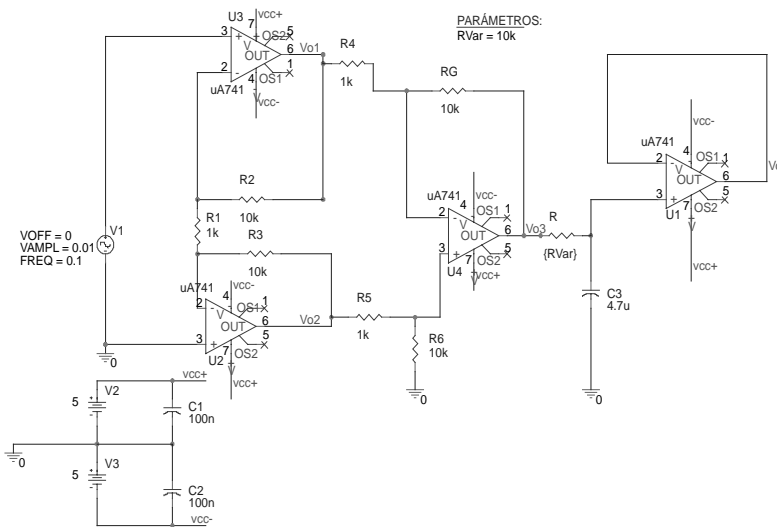 PARÁMETROS:
RVar = 10k
U3
vcc+
3
7
+
V
OS2
5
OUT
6
Vo1
2
-
4
OS1
1
V
uA741
vcc-
R4
1k
RG
10k
R2
10k
R1
1k
R3
10k
V1
VOFF = 0
VAMPL = 0.01
FREQ = 0.1
0
uA741
vcc-
2
-
4
OS1
1
OUT
6
Vo2
3
+
7
OS2
5
V
U2
vcc+
R5
1k
R6
10k
0
uA741
vcc-
2
-
4
OS1
1
OUT
6
Vo3
3
+
7
OS2
5
V
U4
vcc+
R
{RVar}
C3
4.7u
0
uA741
vcc-
2
-
4
V
OS1
1
OUT
6
Vo
3
+
7
OS2
5
V
U1
vcc+
vcc+
5
V2
C1
100n
0
5
V3
C2
100n
vcc-